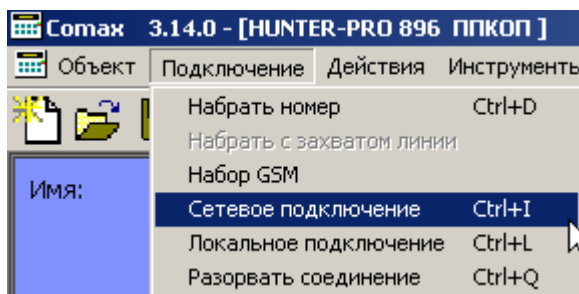 Comax 3.14.0 - [HUNTER-PRO 896 ППКОП ]
Объект Подключение Действия Инструменты
Набрать номер Ctrl+D
Набрать с захватом линии
Набор GSM
Имя:
Сетевое подключение Ctrl+I
Локальное подключение Ctrl+L
Разорвать соединение Ctrl+Q